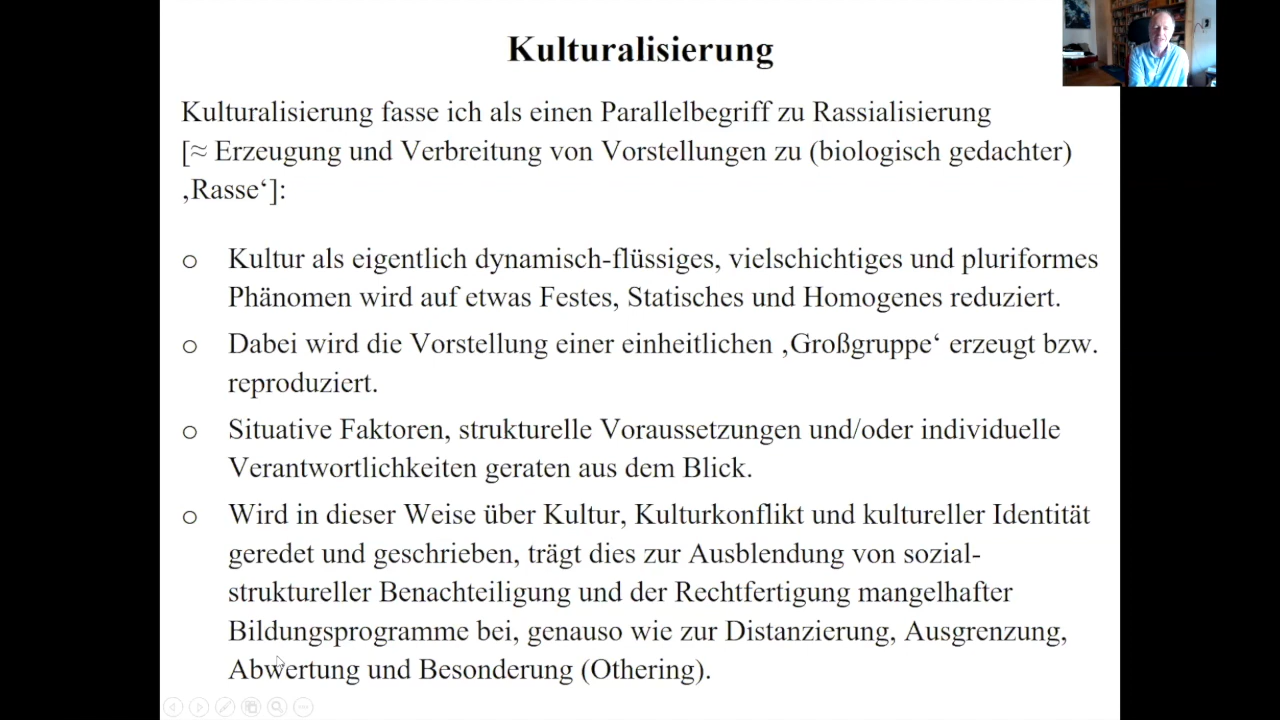 Kulturalisierung
Kulturalisierung fasse ich als einen Parallelbegriff zu Rassialisierung
[≈ Erzeugung und Verbreitung von Vorstellungen zu (biologisch gedachter)
‚Rasse‘]:
o Kultur als eigentlich dynamisch-flüssiges, vielschichtiges und pluriformes
Phänomen wird auf etwas Festes, Statisches und Homogenes reduziert.
o Dabei wird die Vorstellung einer einheitlichen ‚Großgruppe‘ erzeugt bzw.
reproduziert.
o Situative Faktoren, strukturelle Voraussetzungen und/oder individuelle
Verantwortlichkeiten geraten aus dem Blick.
o Wird in dieser Weise über Kultur, Kulturkonflikt und kultureller Identität
geredet und geschrieben, trägt dies zur Ausblendung von sozial-
struktureller Benachteiligung und der Rechtfertigung mangelhafter
Bildungsprogramme bei, genauso wie zur Distanzierung, Ausgrenzung,
Abwertung und Besonderung (Othering).